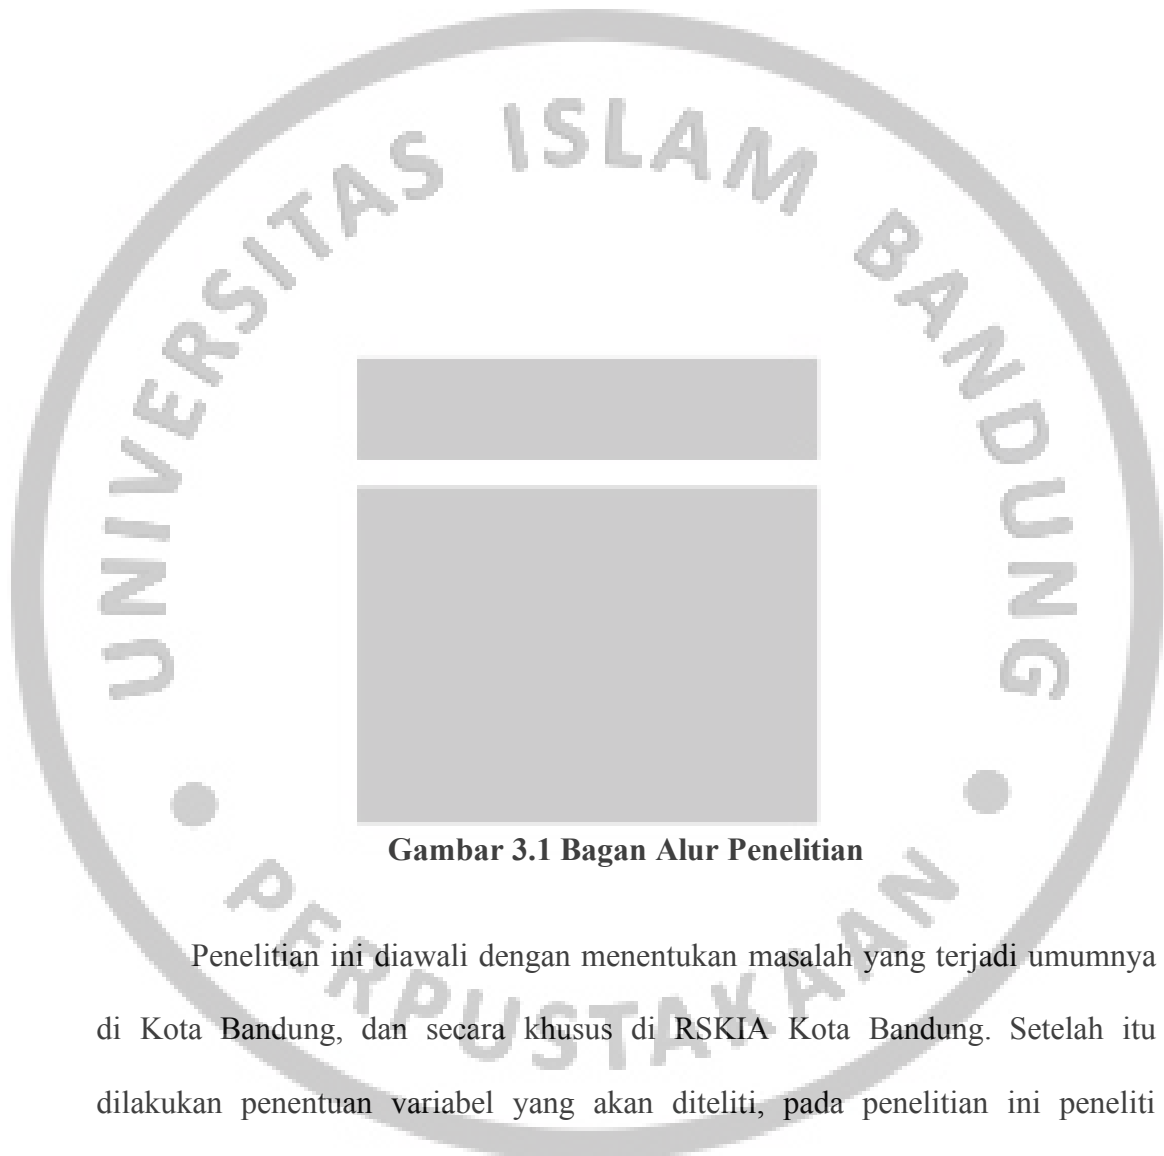 UNIVERSITAS ISLAM BANDUNG
Gambar 3.1 Bagan Alur Penelitian
Penelitian ini diawali dengan menentukan masalah yang terjadi umumnya
di Kota Bandung, dan secara khusus di RSKIA Kota Bandung. Setelah itu
dilakukan penentuan variabel yang akan diteliti, pada penelitian ini peneliti
PERPUSTAKAAN